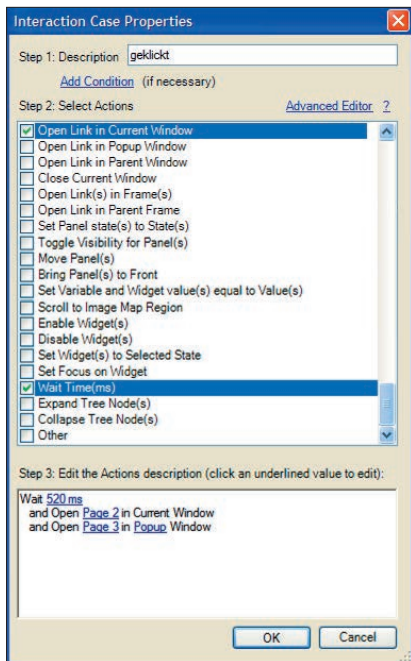 Interaction Case Properties
Step 1: Description geklickt
Add Condition (if necessary)
Step 2: Select Actions Advanced Editor ?
Open Link in Current Window
Open Link in Popup Window
Open Link in Parent Window
Close Current Window
Open Link(s) in Frame(s)
Open Link in Parent Frame
Set Panel state(s) to State(s)
Toggle Visibility for Panel(s)
Move Panel(s)
Bring Panel(s) to Front
Set Variable and Widget value(s) equal to Value(s)
Scroll to Image Map Region
Enable Widget(s)
Disable Widget(s)
Set Widget(s) to Selected State
Set Focus on Widget
Wait Time(ms)
Expand Tree Node(s)
Collapse Tree Node(s)
Other
Step 3: Edit the Actions description (click an underlined value to edit):
Wait 520 ms
and Open Page 2 in Current Window
and Open Page 3 in Popup Window
OK Cancel